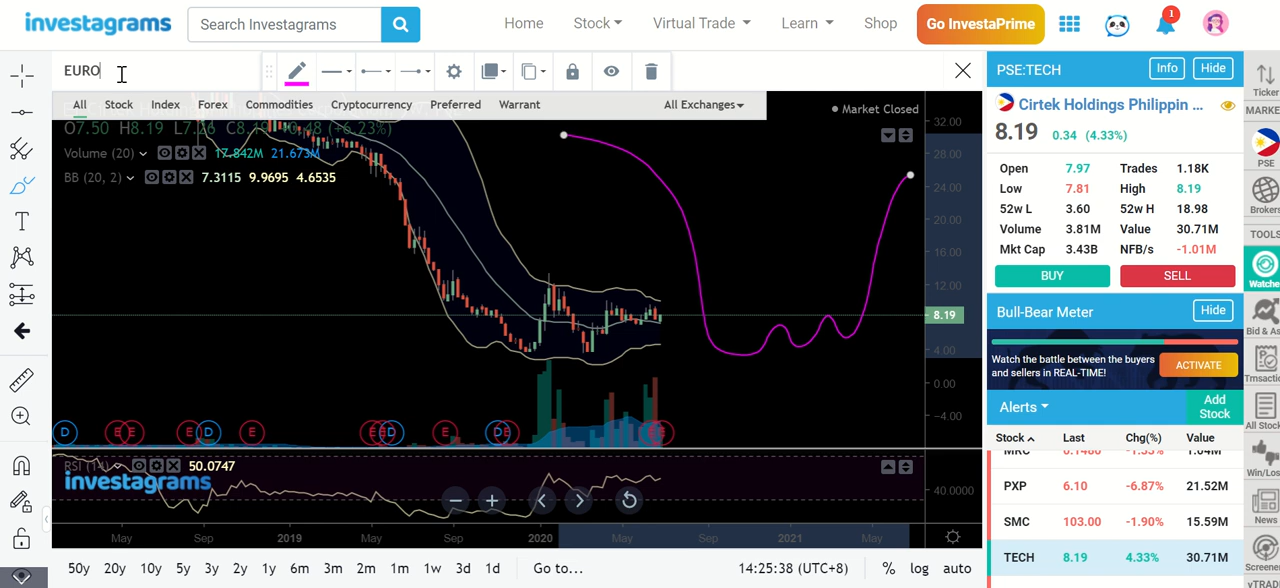 investagrams
Search Investagrams
Home
Stock
Virtual Trade
Learn
Shop
Go InvestaPrime
1
EURO
All Stock Index Forex Commodities Cryptocurrency Preferred Warrant All Exchanges
O7.50 H8.19 L7.26 C8.19 +0.48 (+6.23%)
Market Closed
Volume (20) 17.842M 21.673M
BB (20, 2) 7.3115 9.9695 4.6535
32.00
28.00
24.00
20.00
16.00
12.00
8.19
4.00
0.00
−4.00
D E E E D E E E D E D E E
RSI (14) 50.0747
investagrams
40.0000
May Sep 2019 May Sep 2020 May Sep 2021 May
50y 20y 10y 5y 3y 2y 1y 6m 3m 2m 1m 1w 3d 1d Go to... 14:25:38 (UTC+8) % log auto
PSE:TECH Info Hide
Cirtek Holdings Philippin ...
8.19 0.34 (4.33%)
Open 7.97 Trades 1.18K
Low 7.81 High 8.19
52w L 3.60 52w H 18.98
Volume 3.81M Value 30.71M
Mkt Cap 3.43B NFB/s -1.01M
BUY SELL
Bull-Bear Meter Hide
Watch the battle between the buyers
and sellers in REAL-TIME!
ACTIVATE
Alerts Add
Stock
Stock Last Chg(%) Value
MRC 0.1460 -1.35% 1.04M
PXP 6.10 -6.87% 21.52M
SMC 103.00 -1.90% 15.59M
TECH 8.19 4.33% 30.71M
Ticker
MARKE
PSE
Brokers
TOOLS
Watche
Bid & As
Trnsactio
All Stock
Win/Los
News
Screene
vTRADE